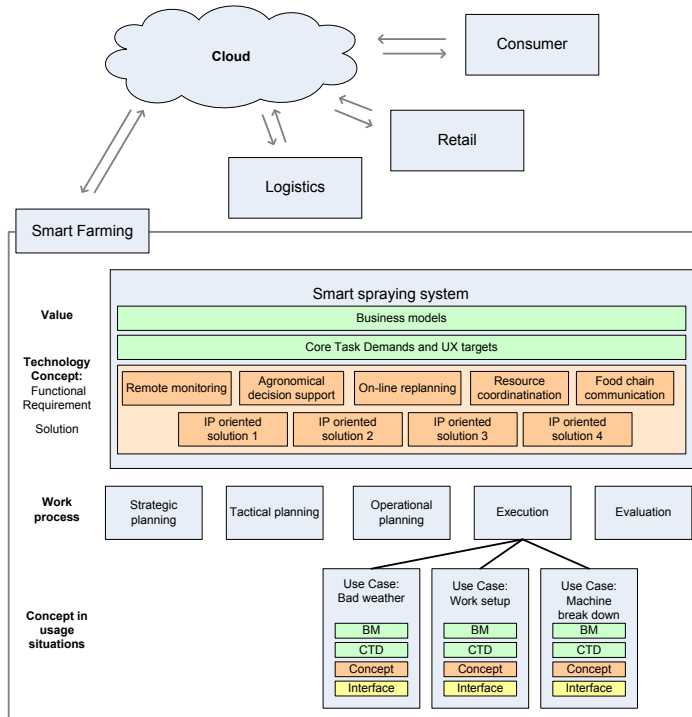 Cloud
Consumer
Retail
Logistics
Smart Farming
Smart spraying system
Value
Business models
Core Task Demands and UX targets
Technology
Concept:
Functional
Requirement
Remote monitoring
Agronomical
decision support
On-line replanning
Resource
coordinatination
Food chain
communication
Solution
IP oriented
solution 1
IP oriented
solution 2
IP oriented
solution 3
IP oriented
solution 4
Work
process
Strategic
planning
Tactical planning
Operational
planning
Execution
Evaluation
Concept in
usage
situations
Use Case:
Bad weather
BM
CTD
Concept
Interface
Use Case:
Work setup
BM
CTD
Concept
Interface
Use Case:
Machine
break down
BM
CTD
Concept
Interface